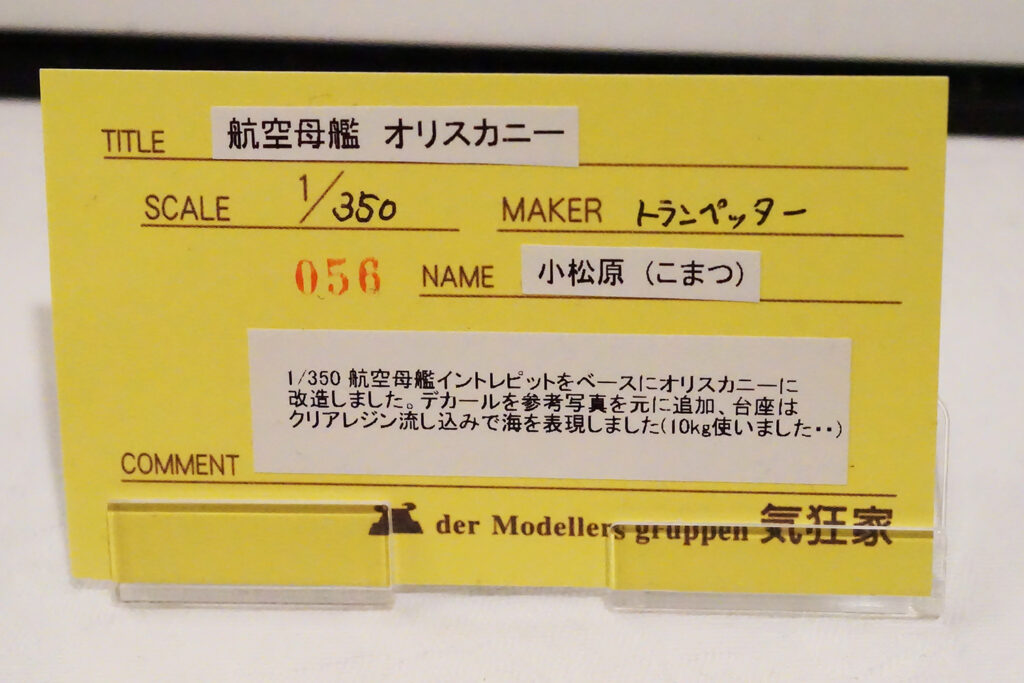 TITLE 航空母艦 オリスカニー
SCALE 1/350 MAKER トランペッター
056 NAME 小松原 (こまつ)
1/350 航空母艦イントレピットをベースにオリスカニーに
改造しました。デカールを参考写真を元に追加、台座は
クリアレジン流し込みで海を表現しました(10kg使いました・・)
COMMENT
der Modellers gruppen 気狂家